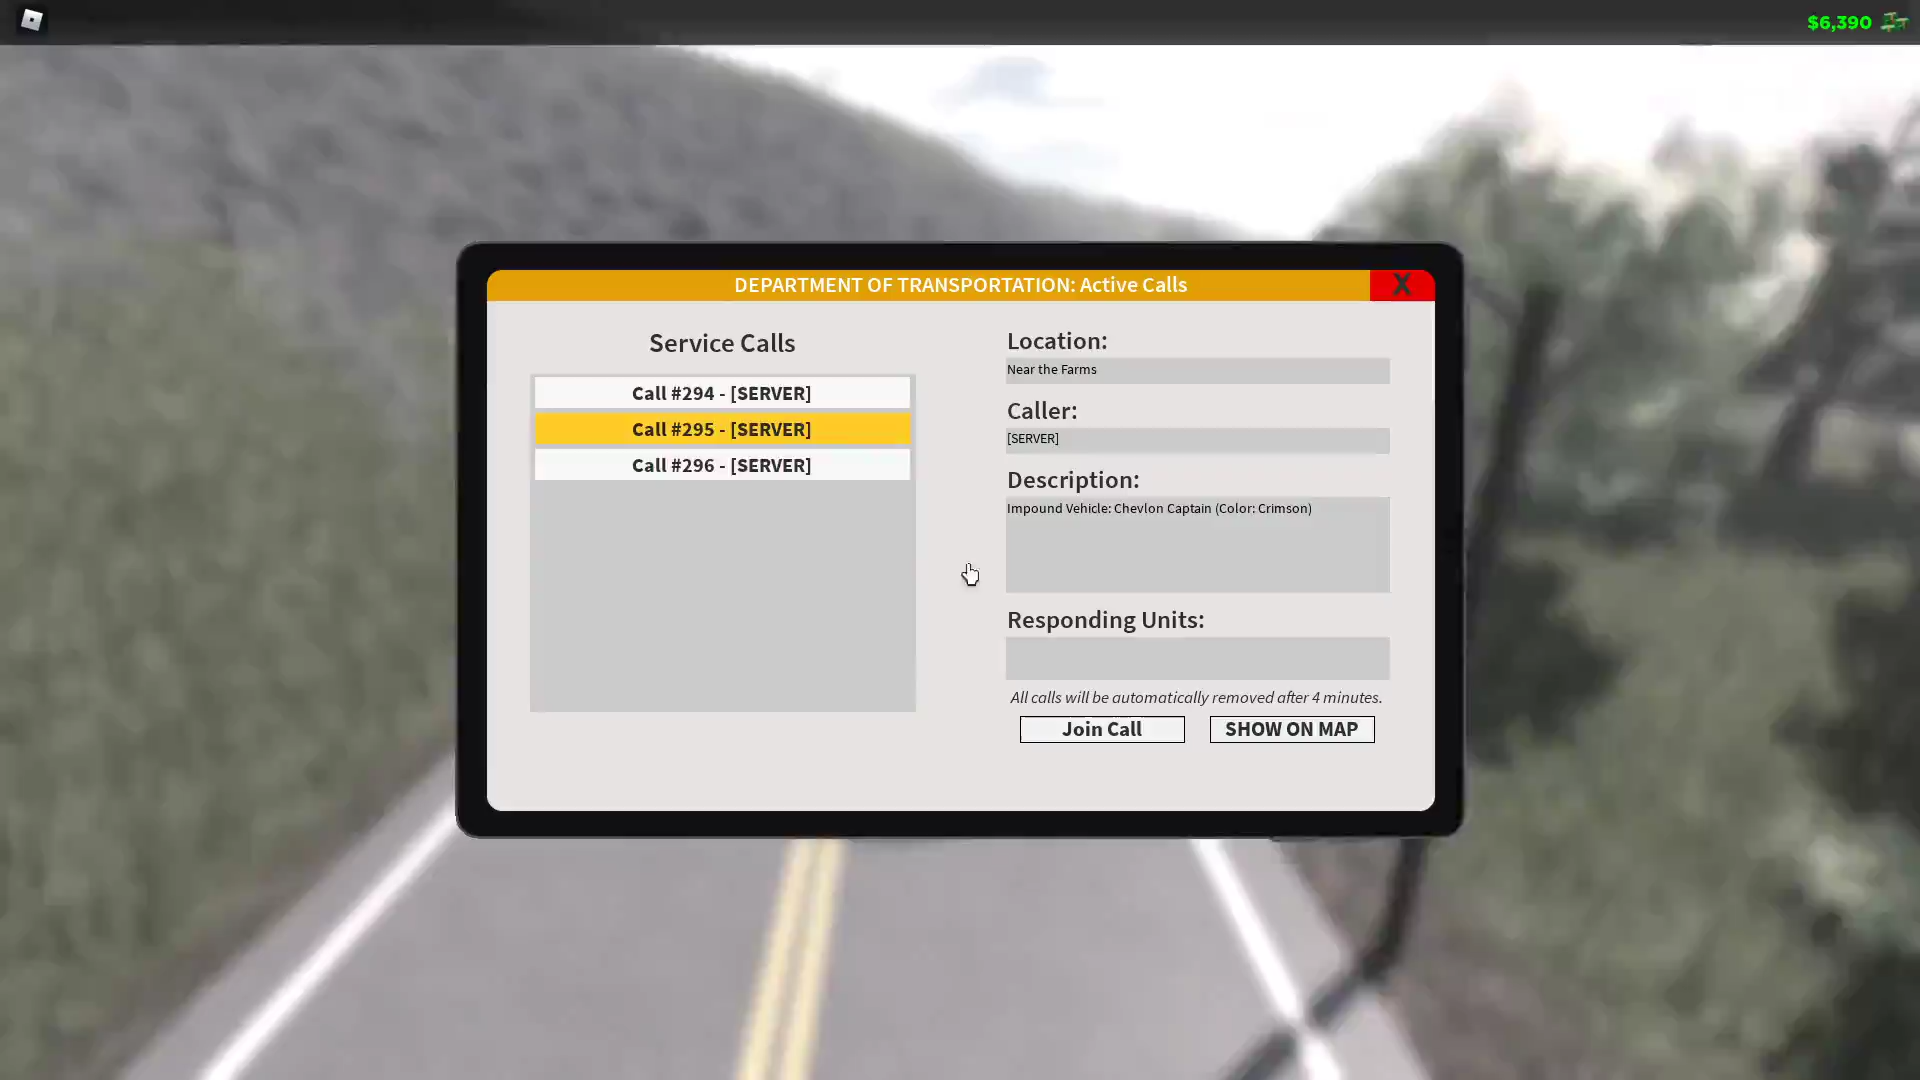 $6,390
DEPARTMENT OF TRANSPORTATION: Active Calls
X
Service Calls
Call #294 - [SERVER]
Call #295 - [SERVER]
Call #296 - [SERVER]
Location:
Near the Farms
Caller:
[SERVER]
Description:
Impound Vehicle: Chevlon Captain (Color: Crimson)
Responding Units:
All calls will be automatically removed after 4 minutes.
Join Call
SHOW ON MAP